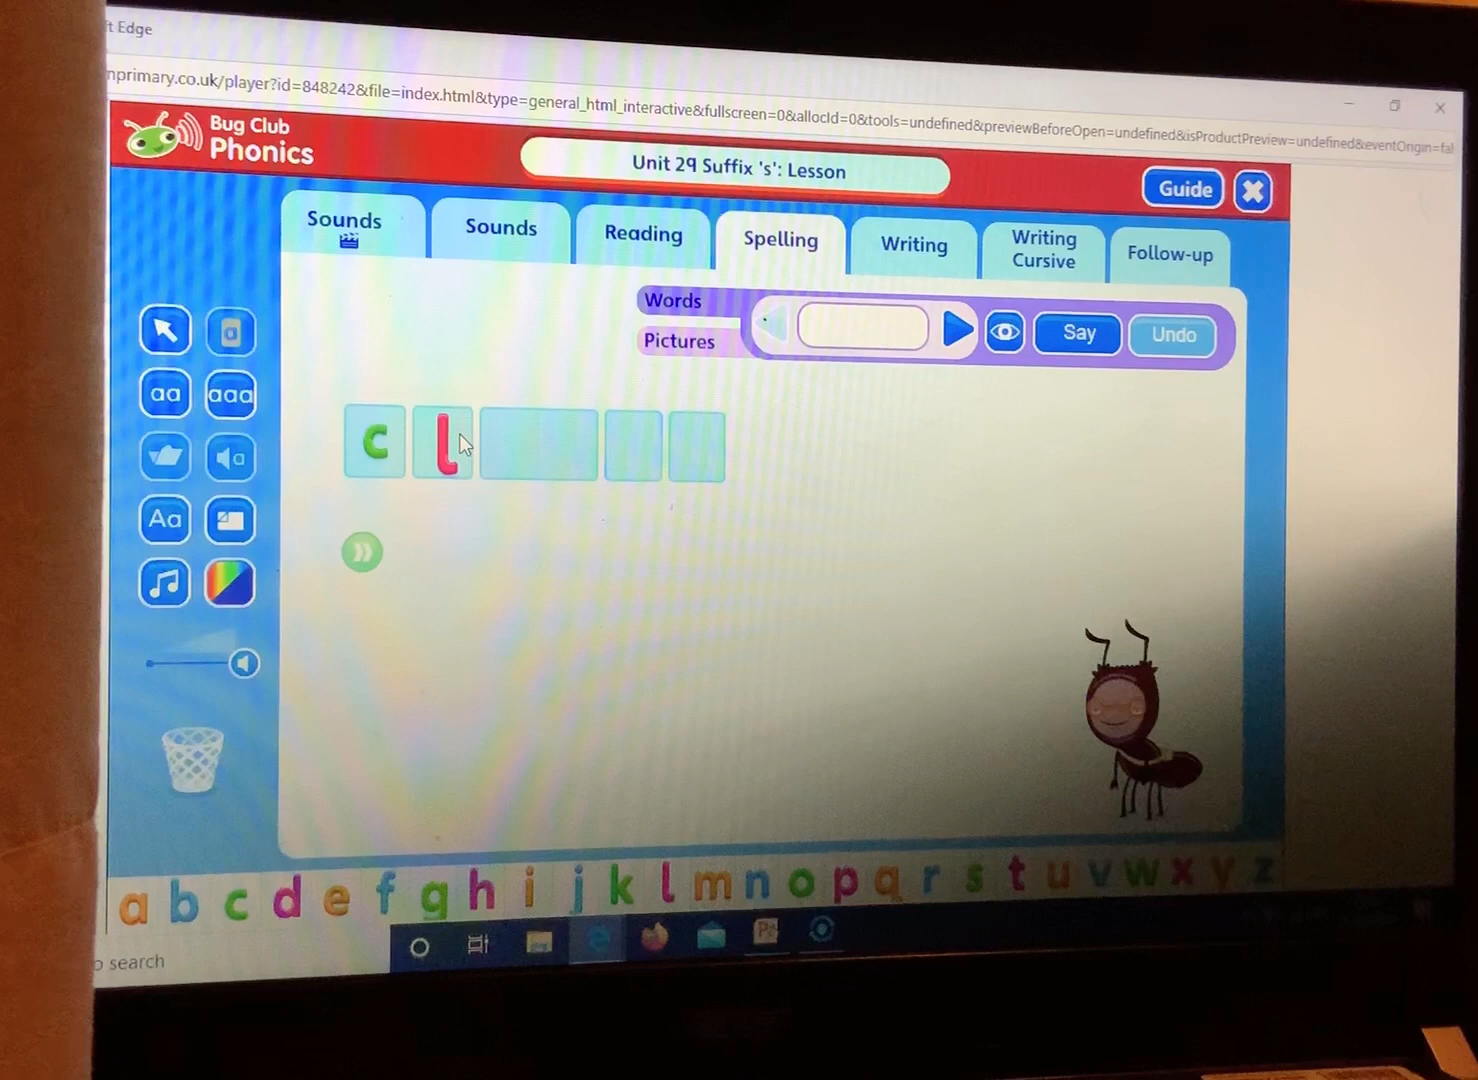 t Edge
nprimary.co.uk/player?id=848242&file=index.html&type=general_html_interactive&fullscreen=0&allocId=0&tools=undefined&previewBeforeOpen=undefined&isProductPreview=undefined&eventOrigin=fal
Bug Club
Phonics
Unit 29 Suffix 's': Lesson
Guide
Sounds
Sounds
Reading
Spelling
Writing
Writing
Cursive
Follow-up
Words
Pictures
Say
Undo
a
aa
aaa
a
Aa
c l
a b c d e f g h i j k l m n o p q r s t u v w x y z
o search